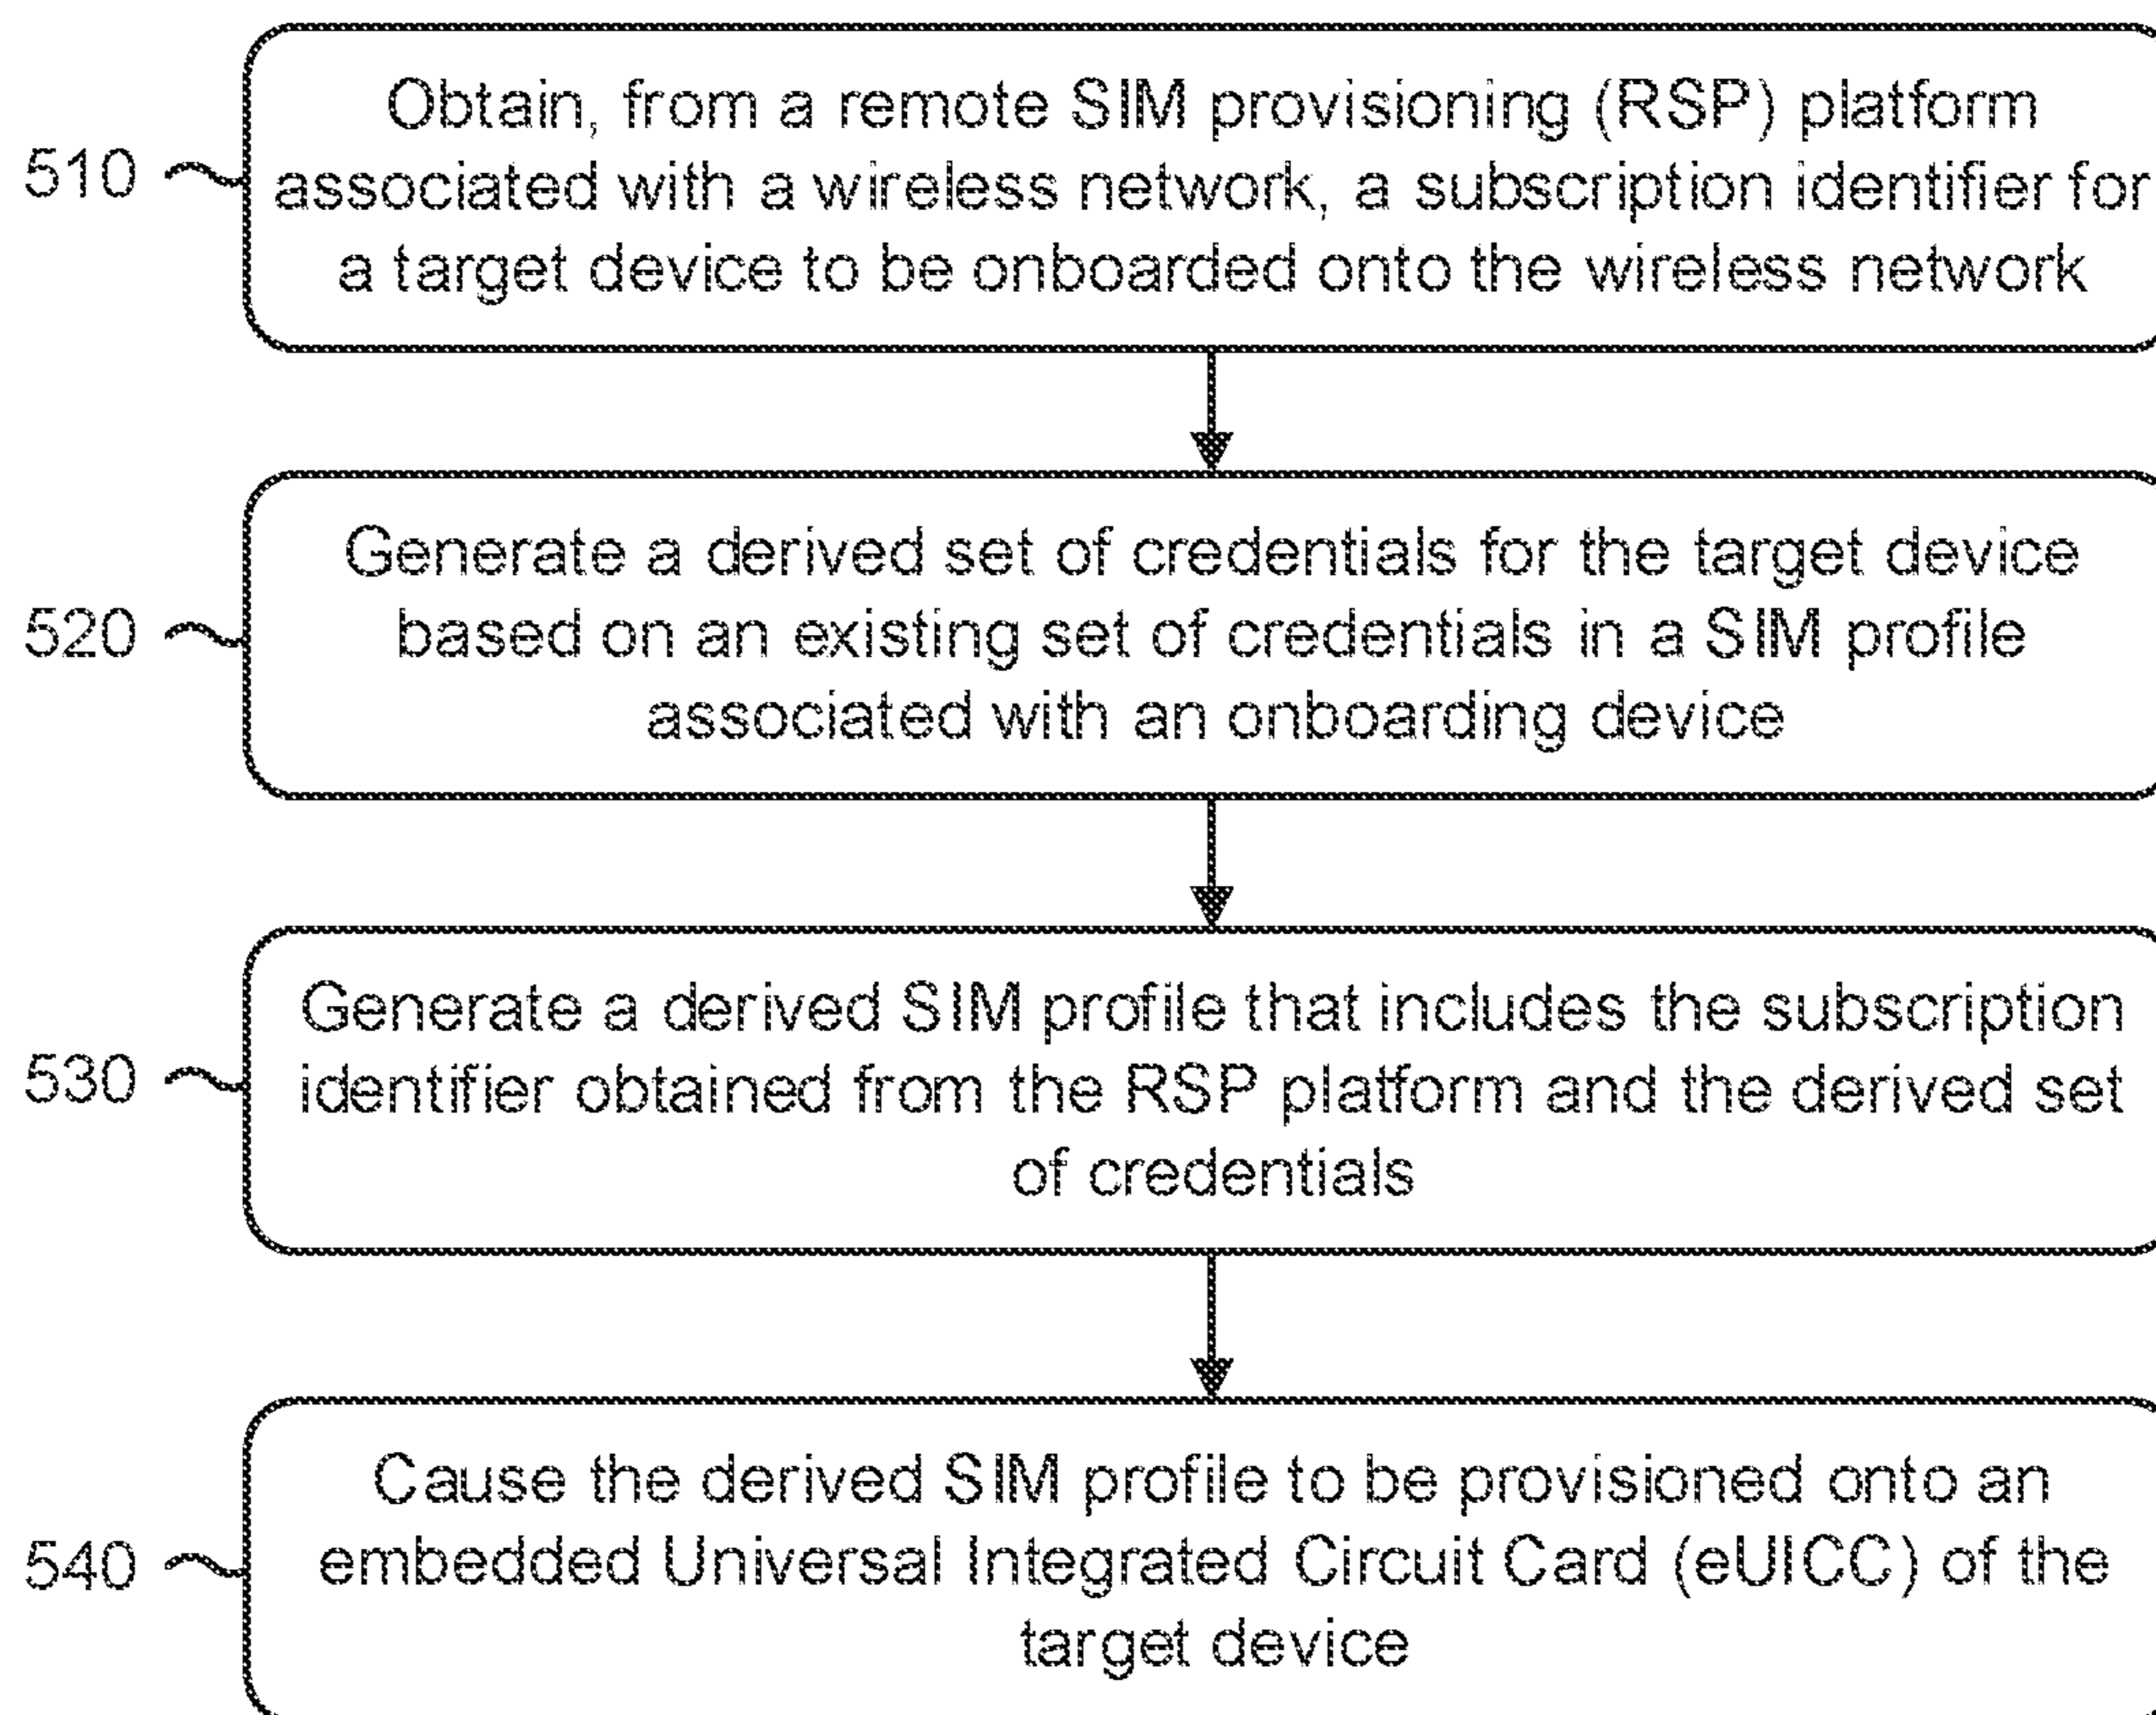 510
Obtain, from a remote SIM provisioning (RSP) platform
associated with a wireless network, a subscription identifier for
a target device to be onboarded onto the wireless network
520
Generate a derived set of credentials for the target device
based on an existing set of credentials in a SIM profile
associated with an onboarding device
530
Generate a derived SIM profile that includes the subscription
identifier obtained from the RSP platform and the derived set
of credentials
540
Cause the derived SIM profile to be provisioned onto an
embedded Universal Integrated Circuit Card (eUICC) of the
target device